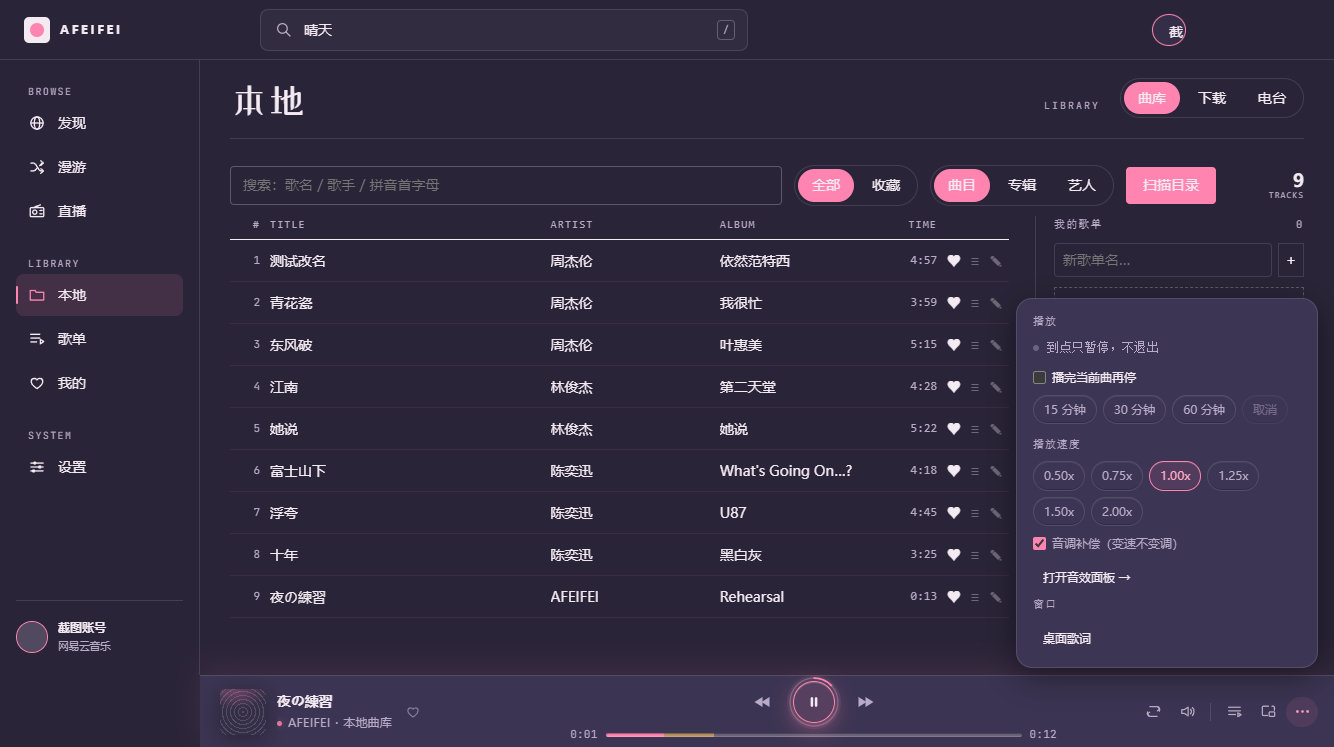 AFEIFEI
晴天
/
截
BROWSE
发现
漫游
直播
LIBRARY
本地
歌单
我的
SYSTEM
设置
截图账号
网易云音乐
本地
LIBRARY
曲库 下载 电台
搜索：歌名 / 歌手 / 拼音首字母
全部 收藏
曲目 专辑 艺人
扫描目录
9
TRACKS
# TITLE ARTIST ALBUM TIME
1 测试改名 周杰伦 依然范特西 4:57
2 青花瓷 周杰伦 我很忙 3:59
3 东风破 周杰伦 叶惠美 5:15
4 江南 林俊杰 第二天堂 4:28
5 她说 林俊杰 她说 5:22
6 富士山下 陈奕迅 What's Going On...? 4:18
7 浮夸 陈奕迅 U87 4:45
8 十年 陈奕迅 黑白灰 3:25
9 夜の練習 AFEIFEI Rehearsal 0:13
我的歌单 0
新歌单名... +
播放
到点只暂停，不退出
播完当前曲再停
15 分钟 30 分钟 60 分钟 取消
播放速度
0.50x 0.75x 1.00x 1.25x
1.50x 2.00x
音调补偿（变速不变调）
打开音效面板 →
窗口
桌面歌词
夜の練習
AFEIFEI · 本地曲库
0:01 0:12